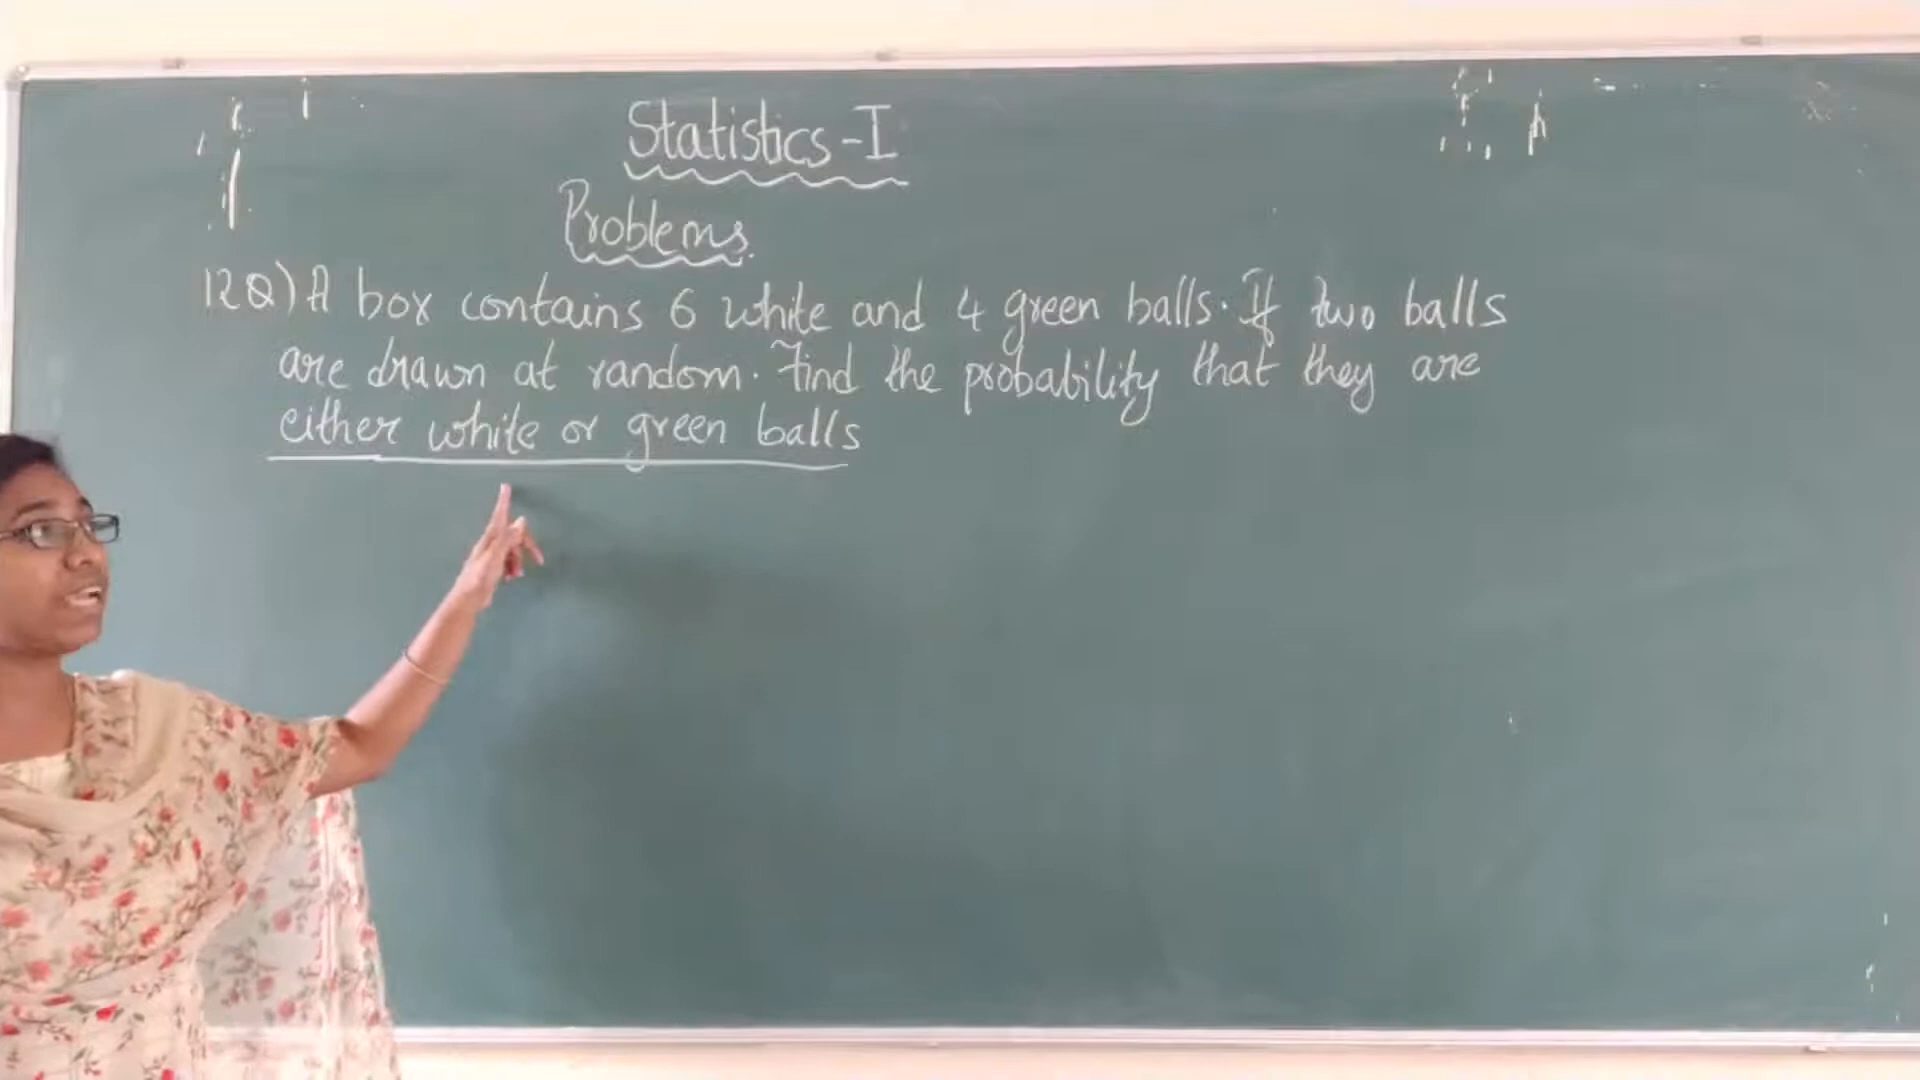 Statistics-I
Problems.
12Q) A box contains 6 white and 4 green balls. If two balls
are drawn at random. Find the probability that they are
either white or green balls